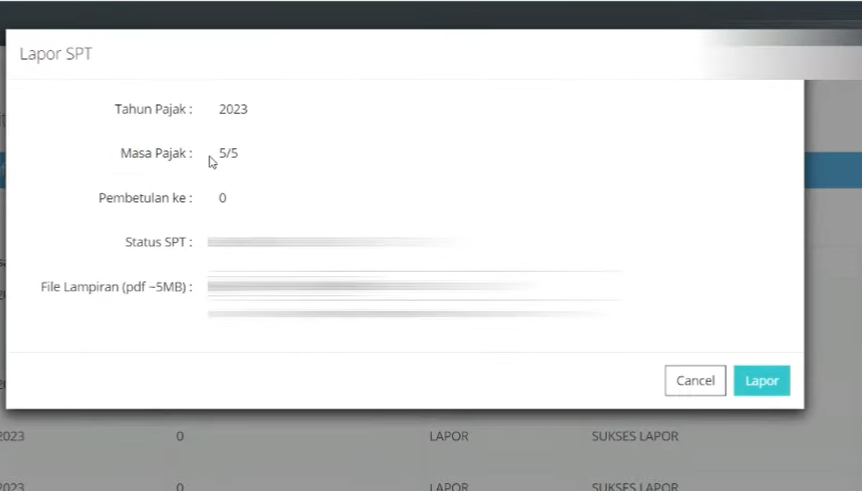 Lapor SPT
Tahun Pajak : 2023
Masa Pajak : 5/5
Pembetulan ke : 0
Status SPT :
File Lampiran (pdf ~5MB) :
Cancel Lapor
2023 0 LAPOR SUKSES LAPOR
2023 0 LAPOR SUKSES LAPOR